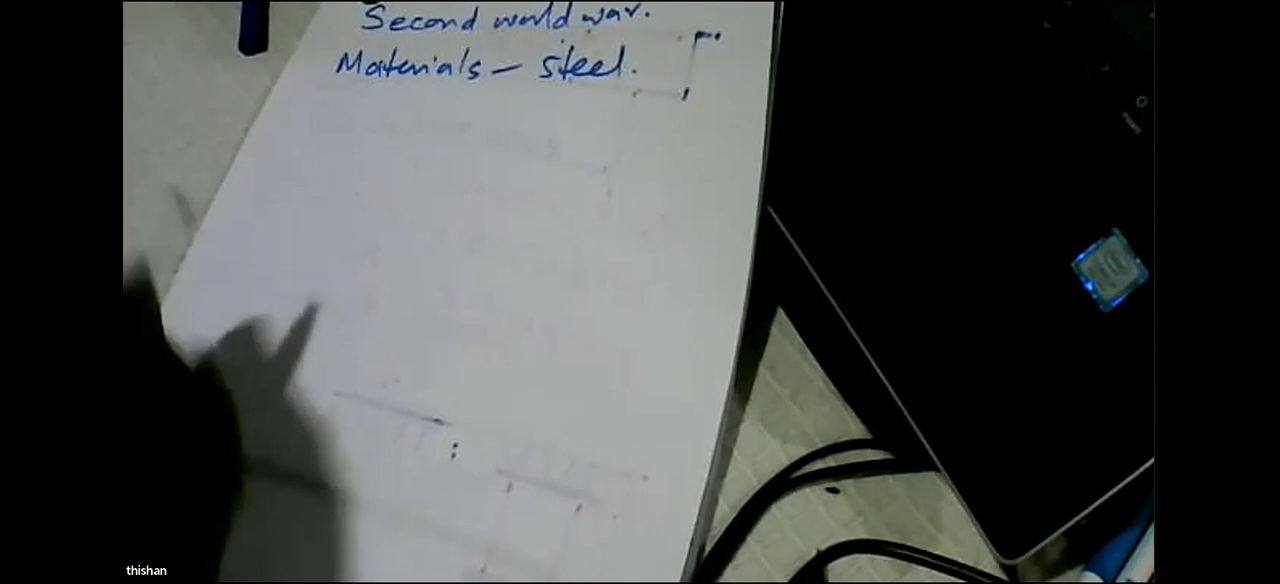 Second world war.
Materials – steel.
thishan